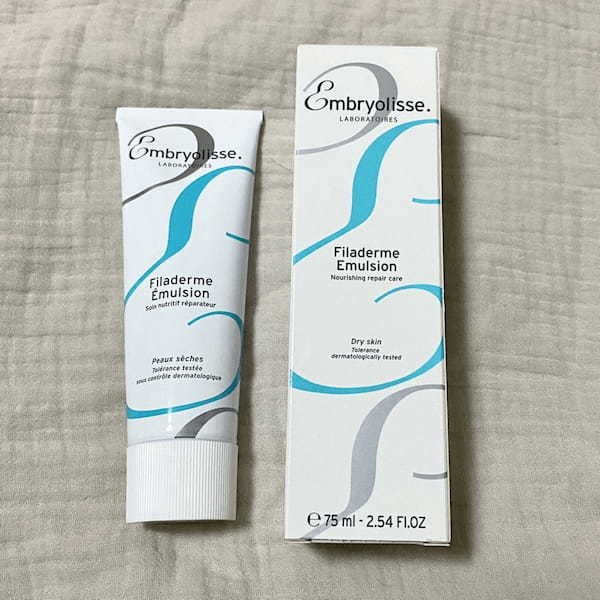 Embryolisse.
LABORATOIRES
Filaderme
Émulsion
Soin nutritif réparateur
Peaux sèches
Tolérance testée
sous contrôle dermatologique
Embryolisse.
LABORATOIRES
Filaderme
Emulsion
Nourishing repair care
Dry skin
Tolerance
dermatologically tested
℮ 75 ml - 2.54 Fl.OZ